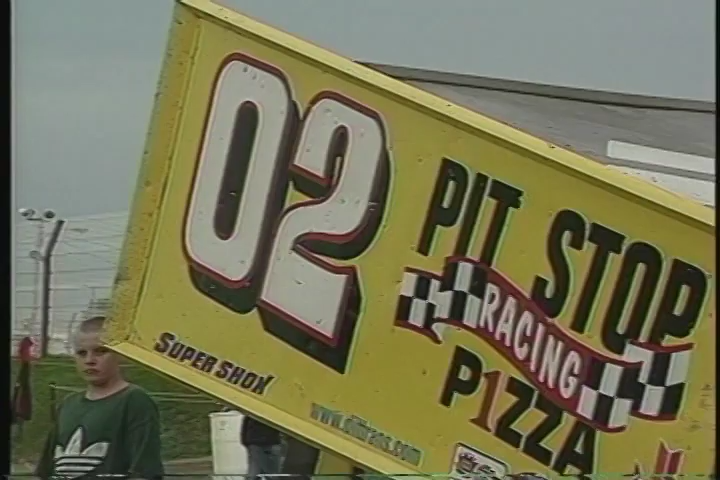 02
PIT STOP
RACING
P1ZZA
SUPER SHOX